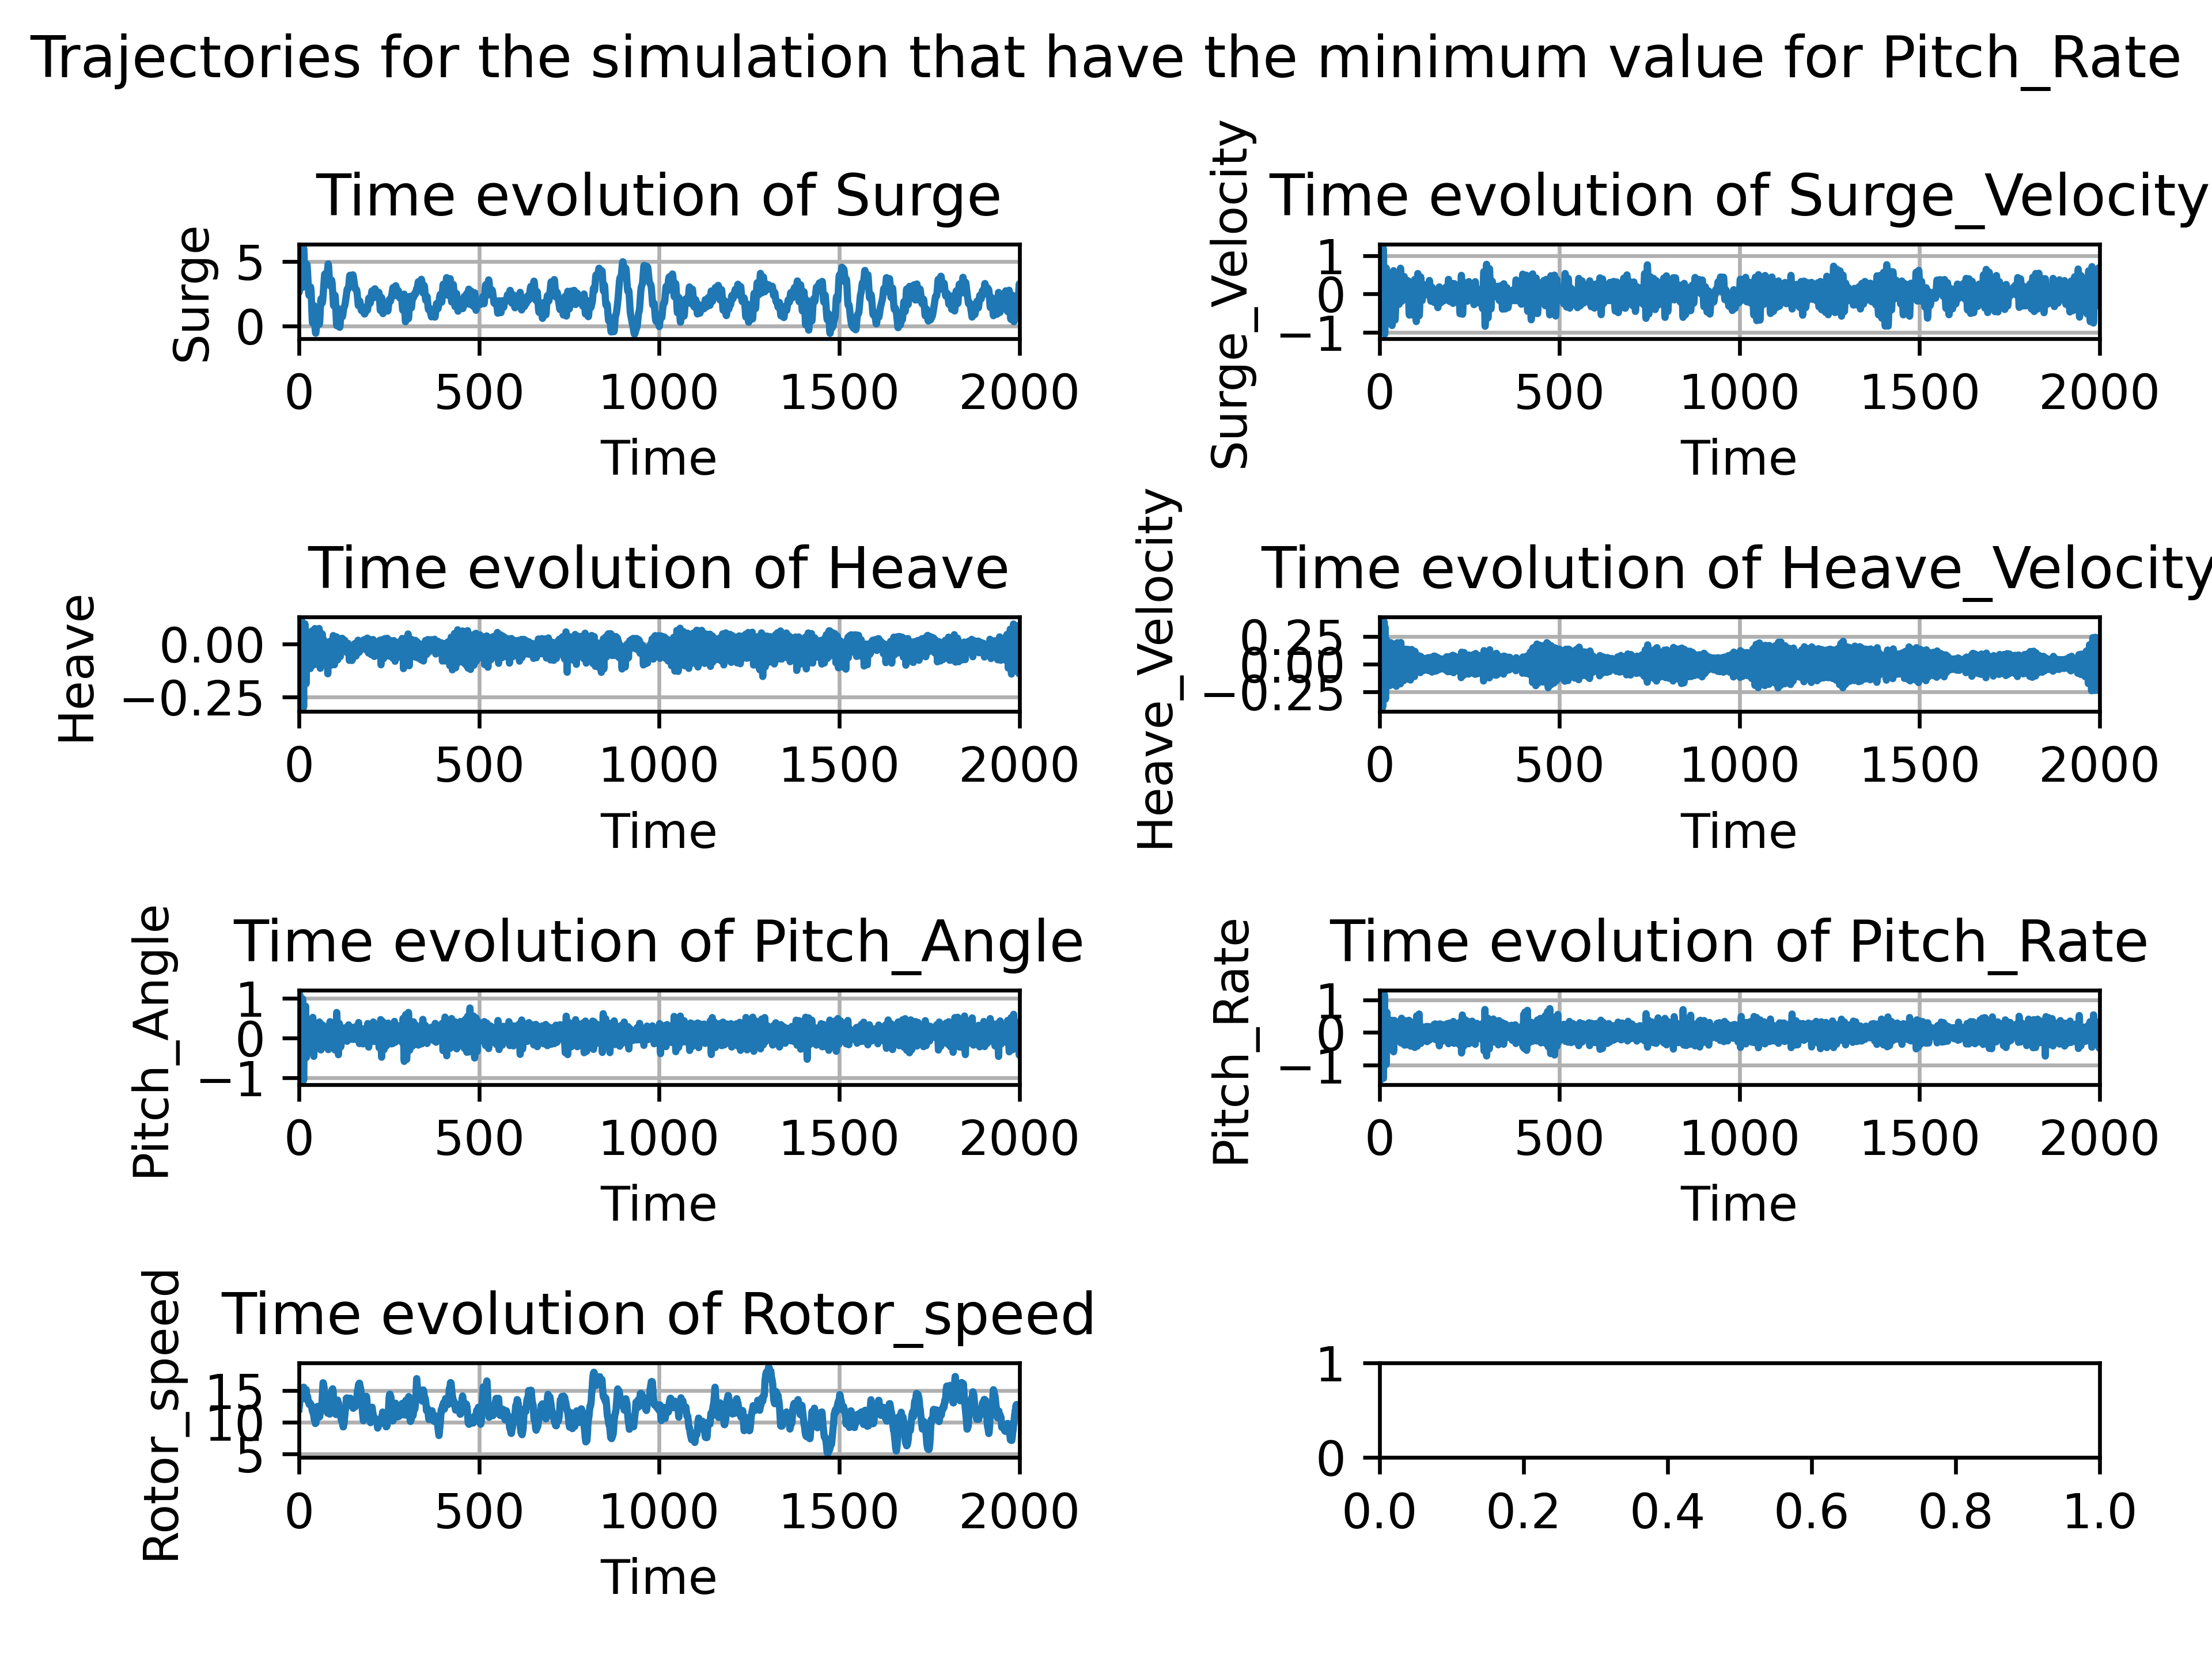 Trajectories for the simulation that have the minimum value for Pitch_Rate
Time evolution of Surge
Surge
5
0
0 500 1000 1500 2000
Time
Time evolution of Surge_Velocity
Surge_Velocity
1
0
−1
0 500 1000 1500 2000
Time
Time evolution of Heave
Heave
0.00
−0.25
0 500 1000 1500 2000
Time
Time evolution of Heave_Velocity
Heave_Velocity
0.25
0.00
−0.25
0 500 1000 1500 2000
Time
Time evolution of Pitch_Angle
Pitch_Angle
1
0
−1
0 500 1000 1500 2000
Time
Time evolution of Pitch_Rate
Pitch_Rate
1
0
−1
0 500 1000 1500 2000
Time
Time evolution of Rotor_speed
Rotor_speed
15
10
5
0 500 1000 1500 2000
Time
1
0
0.0 0.2 0.4 0.6 0.8 1.0